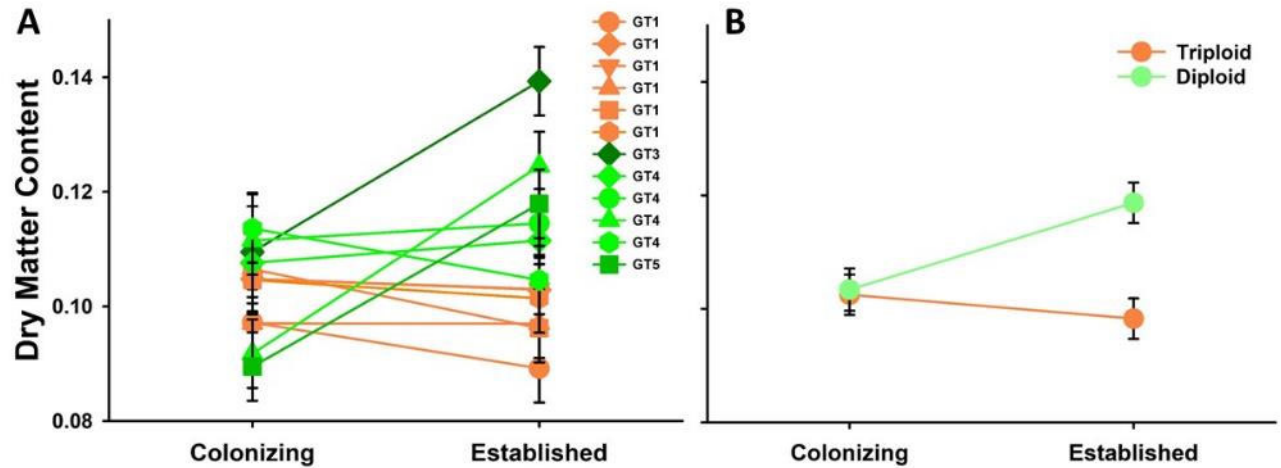 A
Dry Matter Content
0.14
0.12
0.10
0.08
Colonizing
Established
GT1
GT1
GT1
GT1
GT1
GT1
GT3
GT4
GT4
GT4
GT4
GT5
B
Triploid
Diploid
Colonizing
Established